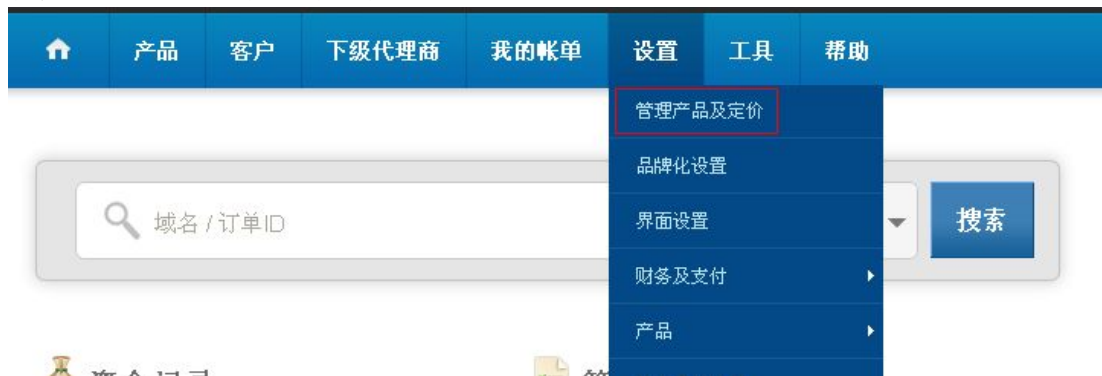 产品 客户 下级代理商 我的帐单 设置 工具 帮助
管理产品及定价
品牌化设置
域名 / 订单ID
界面设置
搜索
财务及支付
产品